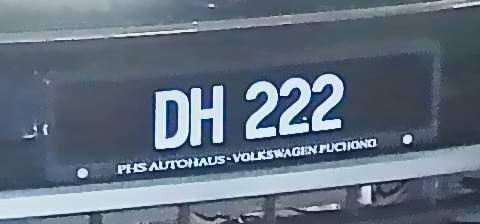 DH 222
PHS AUTOHAUS - VOLKSWAGEN PUCHONG